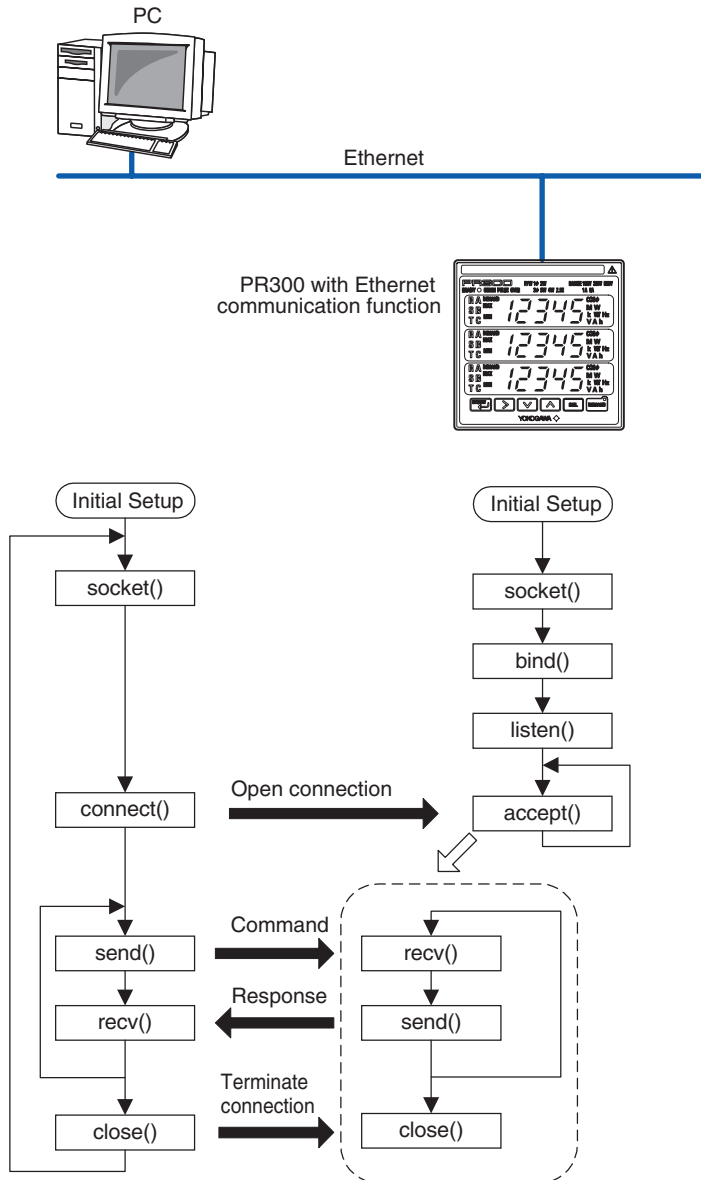 PC
Ethernet
PR300 with Ethernet
communication function
PR300
12345
12345
12345
YOKOGAWA
Initial Setup
Initial Setup
socket()
socket()
bind()
listen()
connect()
Open connection
accept()
send()
Command
recv()
recv()
Response
send()
close()
Terminate
connection
close()